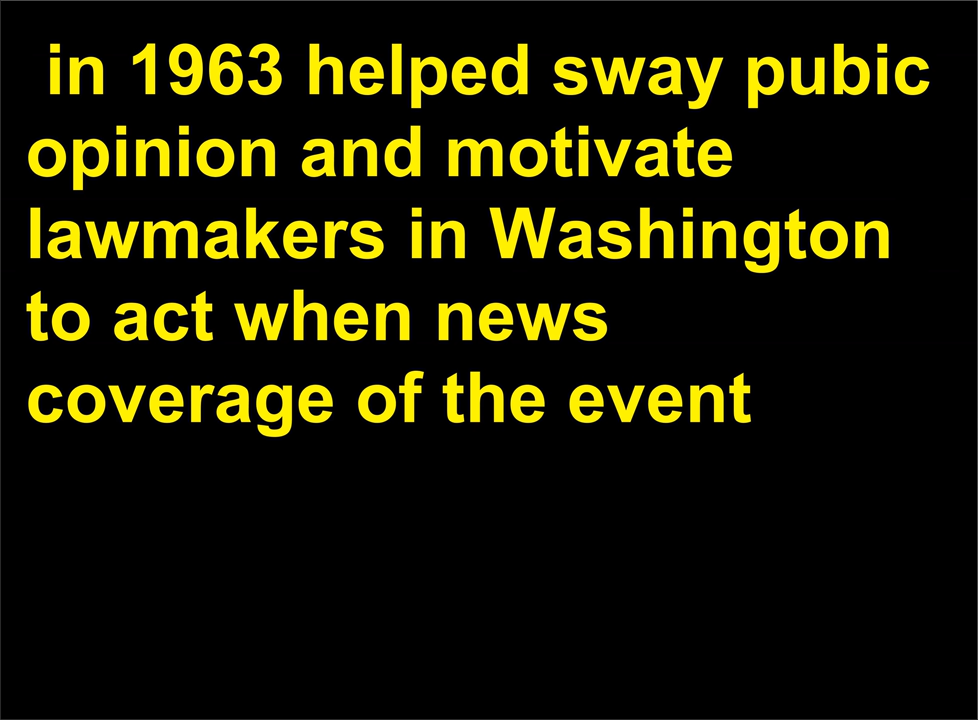 in 1963 helped sway pubic
opinion and motivate
lawmakers in Washington
to act when news
coverage of the event